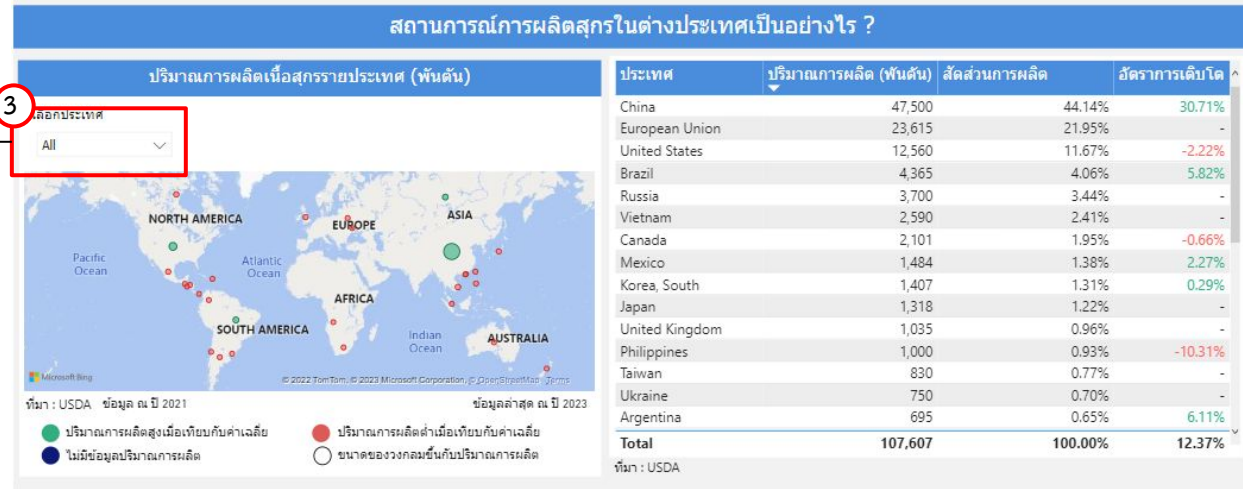 สถานการณ์การผลิตสุกรในต่างประเทศเป็นอย่างไร ?
ปริมาณการผลิตเนื้อสุกรรายประเทศ (พันตัน)
3
เลือกประเทศ
All
NORTH AMERICA
EUROPE
ASIA
Pacific
Ocean
Atlantic
Ocean
AFRICA
SOUTH AMERICA
Indian
Ocean
AUSTRALIA
Microsoft Bing
© 2022 TomTom, © 2023 Microsoft Corporation, © OpenStreetMap Terms
ที่มา : USDA ข้อมูล ณ ปี 2021
ข้อมูลล่าสุด ณ ปี 2023
ปริมาณการผลิตสูงเมื่อเทียบกับค่าเฉลี่ย
ปริมาณการผลิตต่ำเมื่อเทียบกับค่าเฉลี่ย
ไม่มีข้อมูลปริมาณการผลิต
ขนาดของวงกลมขึ้นกับปริมาณการผลิต
ประเทศ ปริมาณการผลิต (พันตัน) สัดส่วนการผลิต อัตราการเติบโต
China 47,500 44.14% 30.71%
European Union 23,615 21.95% -
United States 12,560 11.67% -2.22%
Brazil 4,365 4.06% 5.82%
Russia 3,700 3.44% -
Vietnam 2,590 2.41% -
Canada 2,101 1.95% -0.66%
Mexico 1,484 1.38% 2.27%
Korea, South 1,407 1.31% 0.29%
Japan 1,318 1.22% -
United Kingdom 1,035 0.96% -
Philippines 1,000 0.93% -10.31%
Taiwan 830 0.77% -
Ukraine 750 0.70% -
Argentina 695 0.65% 6.11%
Total 107,607 100.00% 12.37%
ที่มา : USDA